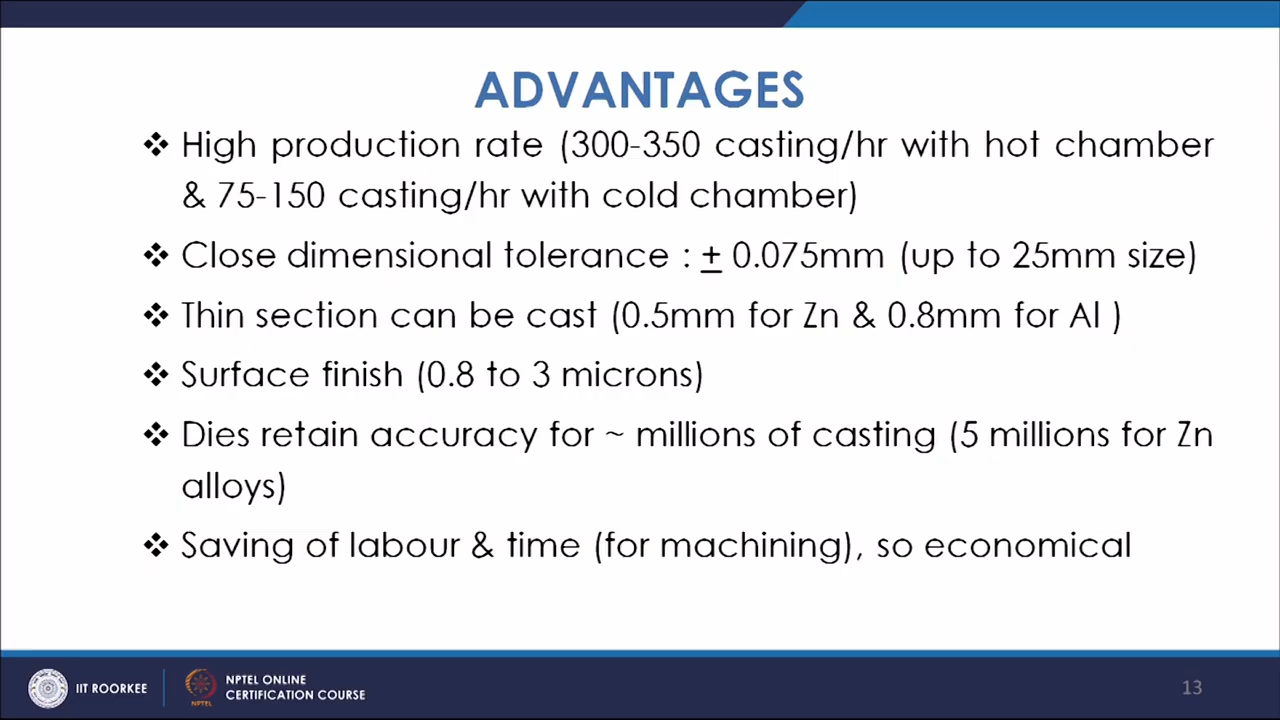 ADVANTAGES
❖ High production rate (300-350 casting/hr with hot chamber
& 75-150 casting/hr with cold chamber)
❖ Close dimensional tolerance : ± 0.075mm (up to 25mm size)
❖ Thin section can be cast (0.5mm for Zn & 0.8mm for Al )
❖ Surface finish (0.8 to 3 microns)
❖ Dies retain accuracy for ~ millions of casting (5 millions for Zn
alloys)
❖ Saving of labour & time (for machining), so economical
IIT ROORKEE
NPTEL
NPTEL ONLINE
CERTIFICATION COURSE
13